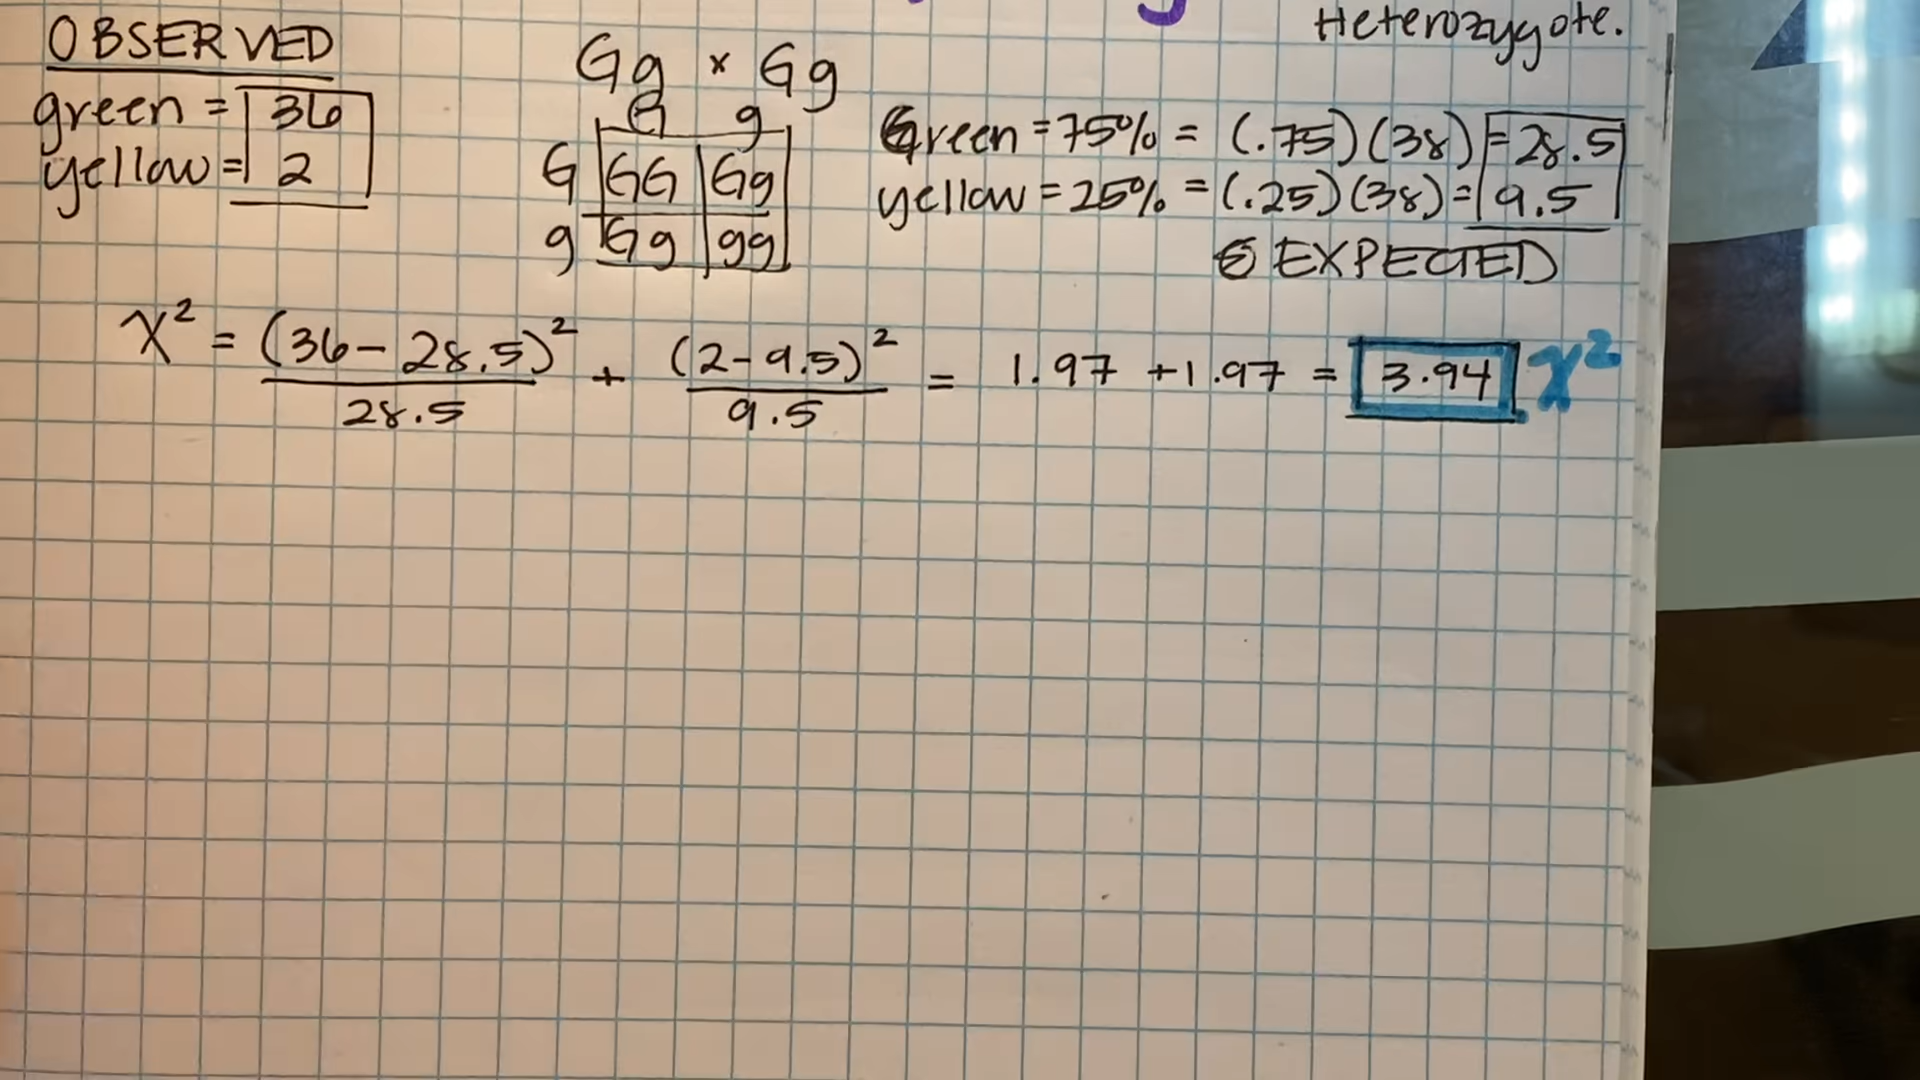 Heterozygote.
OBSERVED
green = 36
yellow = 2
Gg × Gg
G g
G GG Gg
g Gg gg
Green = 75% = (.75)(38) = 28.5
yellow = 25% = (.25)(38) = 9.5
EXPECTED
χ² = (36 - 28.5)² / 28.5 + (2 - 9.5)² / 9.5 = 1.97 + 1.97 = 3.94 χ²